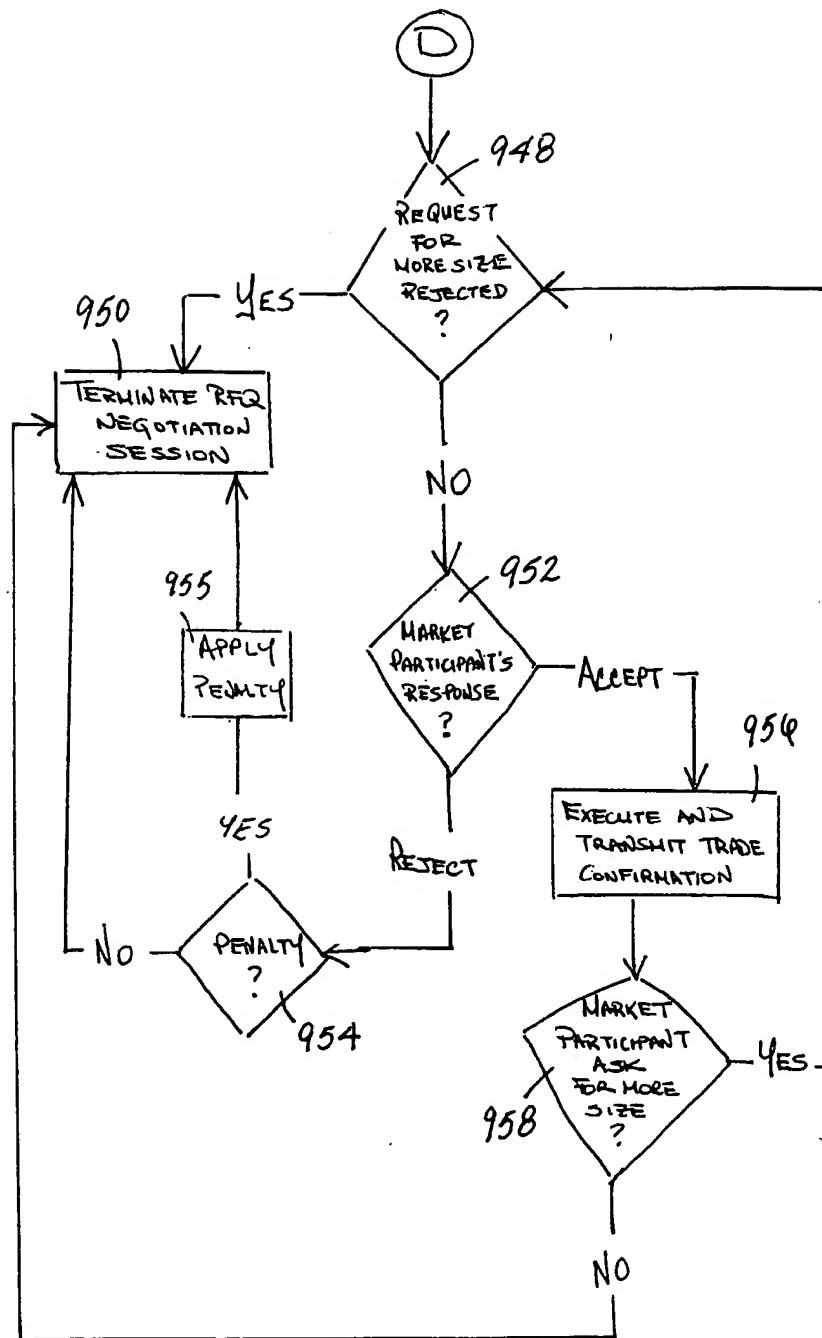 D
948
REQUEST
FOR
MORE SIZE
REJECTED
?
YES
950
TERMINATE RFQ
NEGOTIATION
SESSION
NO
952
MARKET
PARTICIPANT'S
RESPONSE
?
ACCEPT
955
APPLY
PENALTY
956
EXECUTE AND
TRANSMIT TRADE
CONFIRMATION
YES
REJECT
NO
PENALTY
?
954
MARKET
PARTICIPANT
ASK
FOR MORE
SIZE
?
958
YES
NO